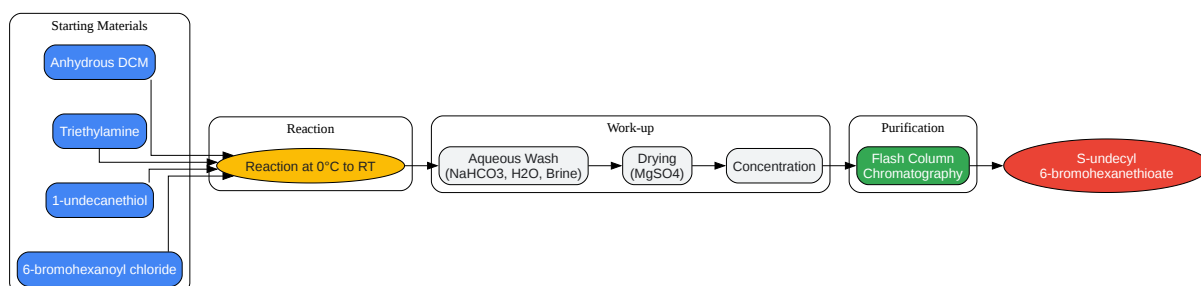 Starting Materials
Anhydrous DCM
Triethylamine
1-undecanethiol
6-bromohexanoyl chloride
Reaction
Reaction at 0°C to RT
Work-up
Aqueous Wash
(NaHCO3, H2O, Brine)
Drying
(MgSO4)
Concentration
Purification
Flash Column
Chromatography
S-undecyl
6-bromohexanethioate